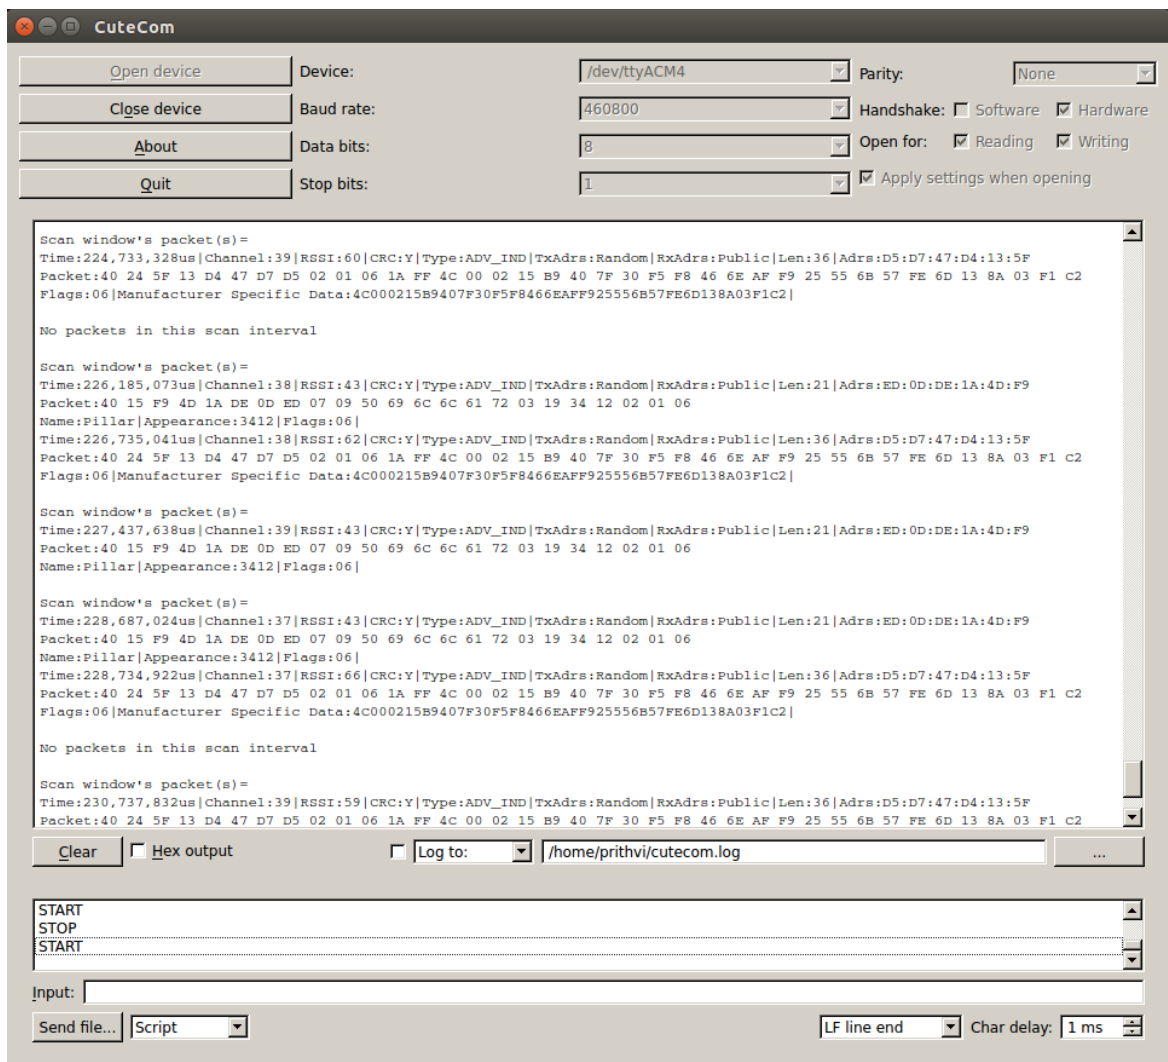 CuteCom
Open device Device: /dev/ttyACM4 Parity: None
Close device Baud rate: 460800 Handshake: Software Hardware
About Data bits: 8 Open for: Reading Writing
Quit Stop bits: 1 Apply settings when opening
Scan window's packet(s)=
Time:224,733,328us|Channel:39|RSSI:60|CRC:Y|Type:ADV_IND|TxAdrs:Random|RxAdrs:Public|Len:36|Adrs:D5:D7:47:D4:13:5F
Packet:40 24 5F 13 D4 47 D7 D5 02 01 06 1A FF 4C 00 02 15 B9 40 7F 30 F5 F8 46 6E AF F9 25 55 6B 57 FE 6D 13 8A 03 F1 C2
Flags:06|Manufacturer Specific Data:4C000215B9407F30F5F8466EAFF925556B57FE6D138A03F1C2|
No packets in this scan interval
Scan window's packet(s)=
Time:226,185,073us|Channel:38|RSSI:43|CRC:Y|Type:ADV_IND|TxAdrs:Random|RxAdrs:Public|Len:21|Adrs:ED:0D:DE:1A:4D:F9
Packet:40 15 F9 4D 1A DE 0D ED 07 09 50 69 6C 6C 61 72 03 19 34 12 02 01 06
Name:Pillar|Appearance:3412|Flags:06|
Time:226,735,041us|Channel:38|RSSI:62|CRC:Y|Type:ADV_IND|TxAdrs:Random|RxAdrs:Public|Len:36|Adrs:D5:D7:47:D4:13:5F
Packet:40 24 5F 13 D4 47 D7 D5 02 01 06 1A FF 4C 00 02 15 B9 40 7F 30 F5 F8 46 6E AF F9 25 55 6B 57 FE 6D 13 8A 03 F1 C2
Flags:06|Manufacturer Specific Data:4C000215B9407F30F5F8466EAFF925556B57FE6D138A03F1C2|
Scan window's packet(s)=
Time:227,437,638us|Channel:39|RSSI:43|CRC:Y|Type:ADV_IND|TxAdrs:Random|RxAdrs:Public|Len:21|Adrs:ED:0D:DE:1A:4D:F9
Packet:40 15 F9 4D 1A DE 0D ED 07 09 50 69 6C 6C 61 72 03 19 34 12 02 01 06
Name:Pillar|Appearance:3412|Flags:06|
Scan window's packet(s)=
Time:228,687,024us|Channel:37|RSSI:43|CRC:Y|Type:ADV_IND|TxAdrs:Random|RxAdrs:Public|Len:21|Adrs:ED:0D:DE:1A:4D:F9
Packet:40 15 F9 4D 1A DE 0D ED 07 09 50 69 6C 6C 61 72 03 19 34 12 02 01 06
Name:Pillar|Appearance:3412|Flags:06|
Time:228,734,922us|Channel:37|RSSI:66|CRC:Y|Type:ADV_IND|TxAdrs:Random|RxAdrs:Public|Len:36|Adrs:D5:D7:47:D4:13:5F
Packet:40 24 5F 13 D4 47 D7 D5 02 01 06 1A FF 4C 00 02 15 B9 40 7F 30 F5 F8 46 6E AF F9 25 55 6B 57 FE 6D 13 8A 03 F1 C2
Flags:06|Manufacturer Specific Data:4C000215B9407F30F5F8466EAFF925556B57FE6D138A03F1C2|
No packets in this scan interval
Scan window's packet(s)=
Time:230,737,832us|Channel:39|RSSI:59|CRC:Y|Type:ADV_IND|TxAdrs:Random|RxAdrs:Public|Len:36|Adrs:D5:D7:47:D4:13:5F
Packet:40 24 5F 13 D4 47 D7 D5 02 01 06 1A FF 4C 00 02 15 B9 40 7F 30 F5 F8 46 6E AF F9 25 55 6B 57 FE 6D 13 8A 03 F1 C2
Clear Hex output Log to: /home/prithvi/cutecom.log ...
START
STOP
START
Input:
Send file... Script LF line end Char delay: 1 ms